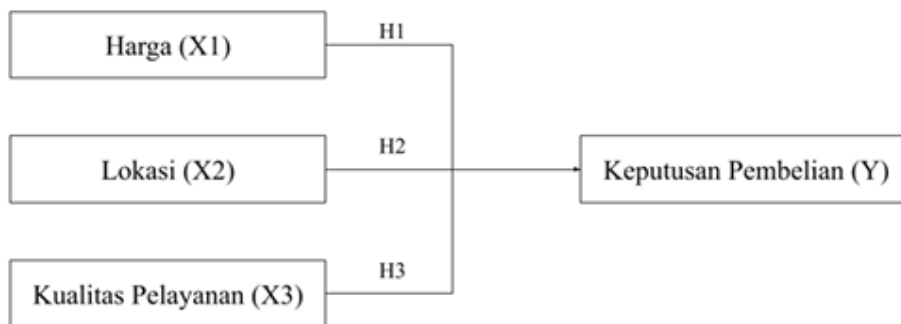 Harga (X1)
H1
Lokasi (X2)
H2
Keputusan Pembelian (Y)
Kualitas Pelayanan (X3)
H3